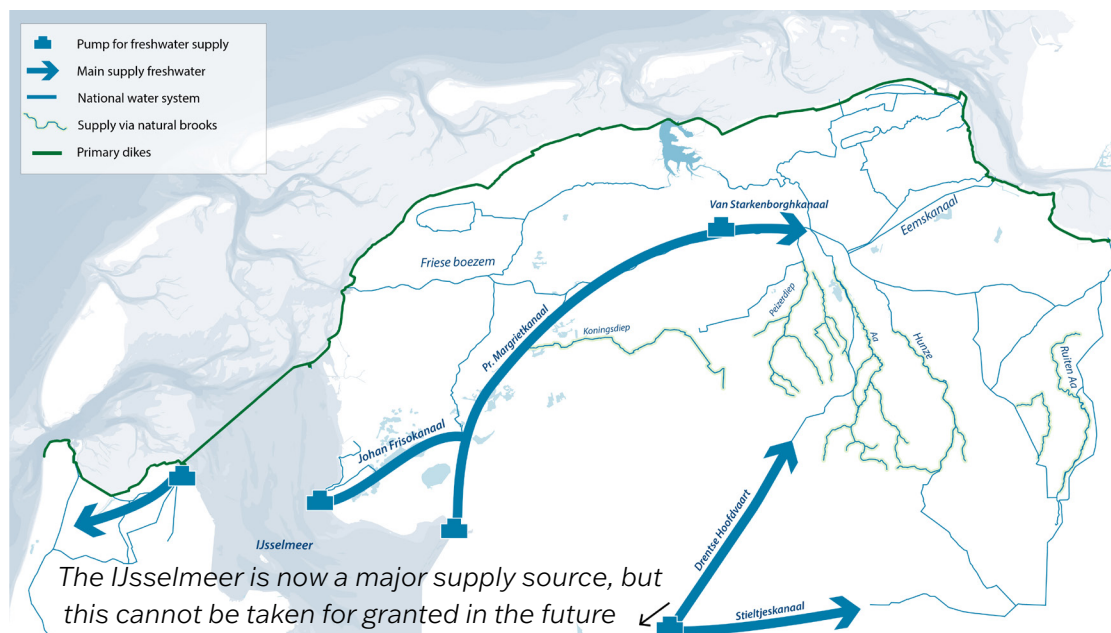 Pump for freshwater supply
Main supply freshwater
National water system
Supply via natural brooks
Primary dikes
Van Starkenborghkanaal
Eemskanaal
Friese boezem
Peizerdiep
Koningsdiep
Pr. Margrietkanaal
Aa
Hunze
Ruiten Aa
Johan Frisokanaal
Drentse Hoofdvaart
IJsselmeer
The IJsselmeer is now a major supply source, but
this cannot be taken for granted in the future
Stieltjeskanaal